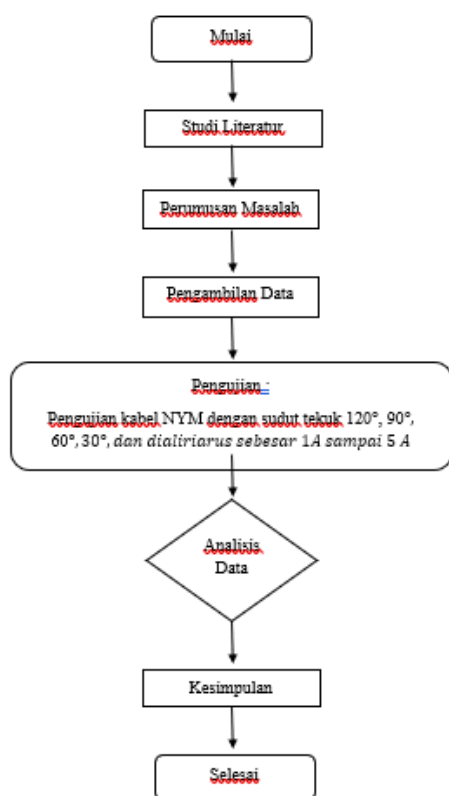 Mulai
Studi Literatur
Perumusan Masalah
Pengambilan Data
Pengujian :
Pengujian kabel NYM dengan sudut tekuk 120°, 90°,
60°, 30°, dan dialiriarus sebesar 1A sampai 5 A
Analisis
Data
Kesimpulan
Selesai